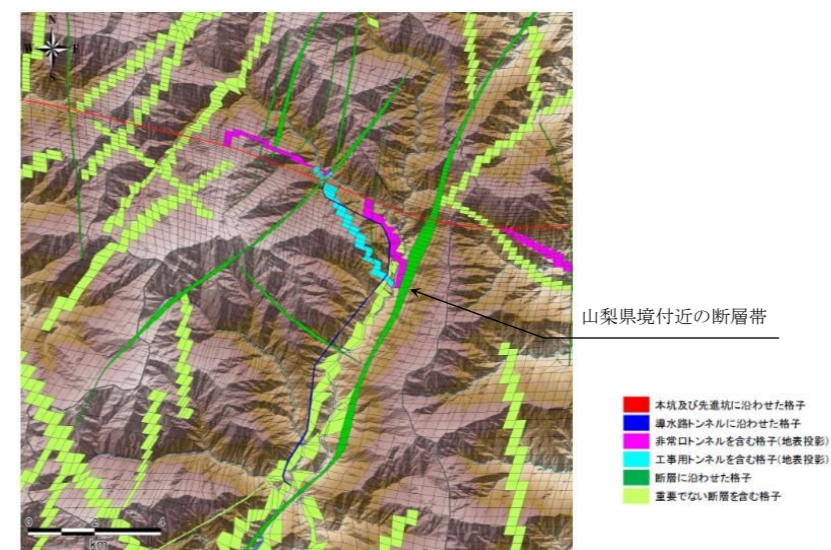 N
W E
S
山梨県境付近の断層帯
本坑及び先進坑に沿わせた格子
導水路トンネルに沿わせた格子
非常口トンネルを含む格子(地表投影)
工事用トンネルを含む格子(地表投影)
断層に沿わせた格子
重要でない断層を含む格子
0 2 4
km